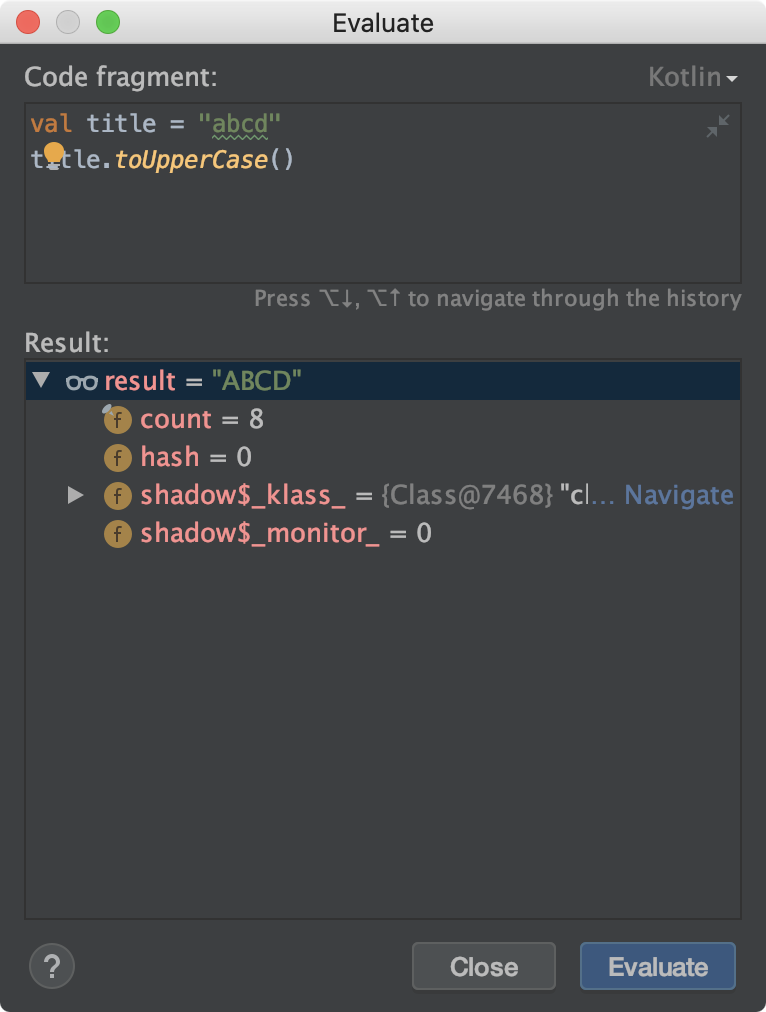 Evaluate
Code fragment:
Kotlin
val title = "abcd"
title.toUpperCase()
Press ⌥↓, ⌥↑ to navigate through the history
Result:
result = "ABCD"
f count = 8
f hash = 0
f shadow$_klass_ = {Class@7468} "cl… Navigate
f shadow$_monitor_ = 0
?
Close
Evaluate